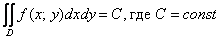 ∬_D f(x; y)dxdy = C, где C = const